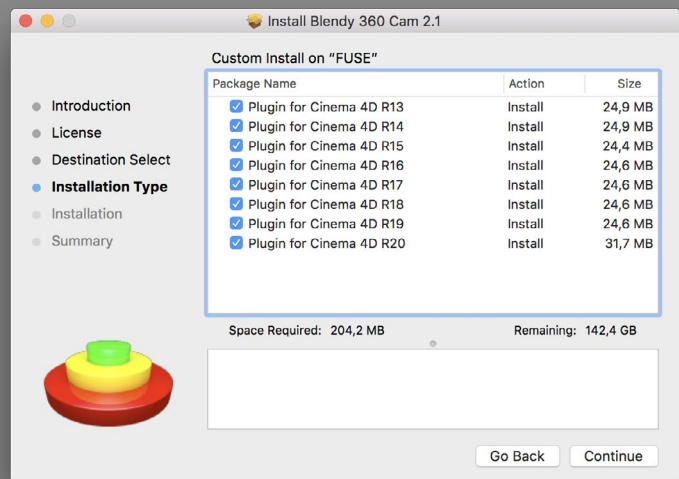 Install Blendy 360 Cam 2.1
Custom Install on “FUSE”
Package Name Action Size
Plugin for Cinema 4D R13 Install 24,9 MB
Plugin for Cinema 4D R14 Install 24,9 MB
Plugin for Cinema 4D R15 Install 24,4 MB
Plugin for Cinema 4D R16 Install 24,6 MB
Plugin for Cinema 4D R17 Install 24,6 MB
Plugin for Cinema 4D R18 Install 24,6 MB
Plugin for Cinema 4D R19 Install 24,6 MB
Plugin for Cinema 4D R20 Install 31,7 MB
Introduction
License
Destination Select
Installation Type
Installation
Summary
Space Required: 204,2 MB Remaining: 142,4 GB
Go Back Continue